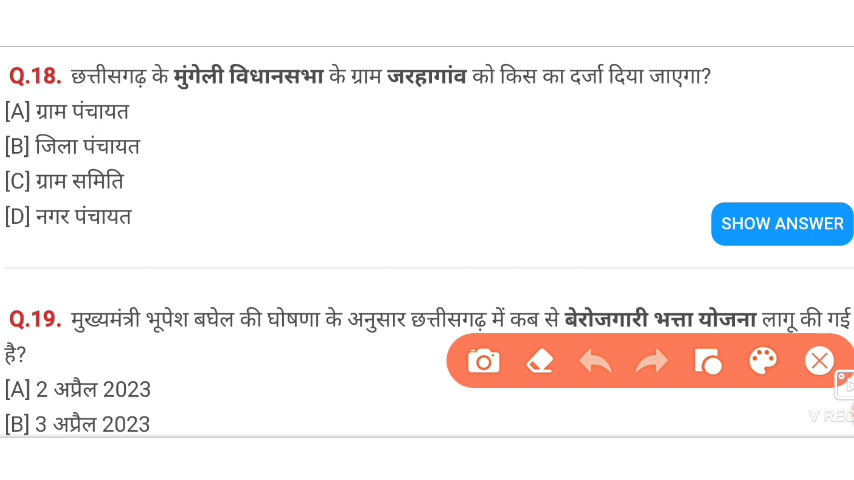 Q.18. छत्तीसगढ़ के मुंगेली विधानसभा के ग्राम जरहागांव को किस का दर्जा दिया जाएगा?
[A] ग्राम पंचायत
[B] जिला पंचायत
[C] ग्राम समिति
[D] नगर पंचायत
SHOW ANSWER
Q.19. मुख्यमंत्री भूपेश बघेल की घोषणा के अनुसार छत्तीसगढ़ में कब से बेरोजगारी भत्ता योजना लागू की गई
है?
[A] 2 अप्रैल 2023
[B] 3 अप्रैल 2023
V REC